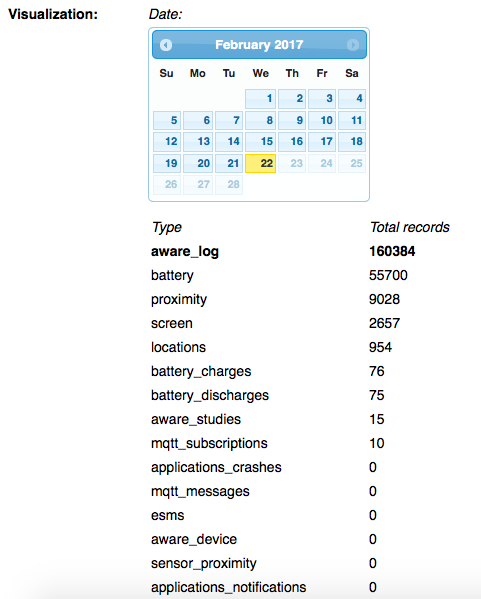 Visualization: Date:
February 2017
Su Mo Tu We Th Fr Sa
1 2 3 4
5 6 7 8 9 10 11
12 13 14 15 16 17 18
19 20 21 22 23 24 25
26 27 28
Type Total records
aware_log 160384
battery 55700
proximity 9028
screen 2657
locations 954
battery_charges 76
battery_discharges 75
aware_studies 15
mqtt_subscriptions 10
applications_crashes 0
mqtt_messages 0
esms 0
aware_device 0
sensor_proximity 0
applications_notifications 0